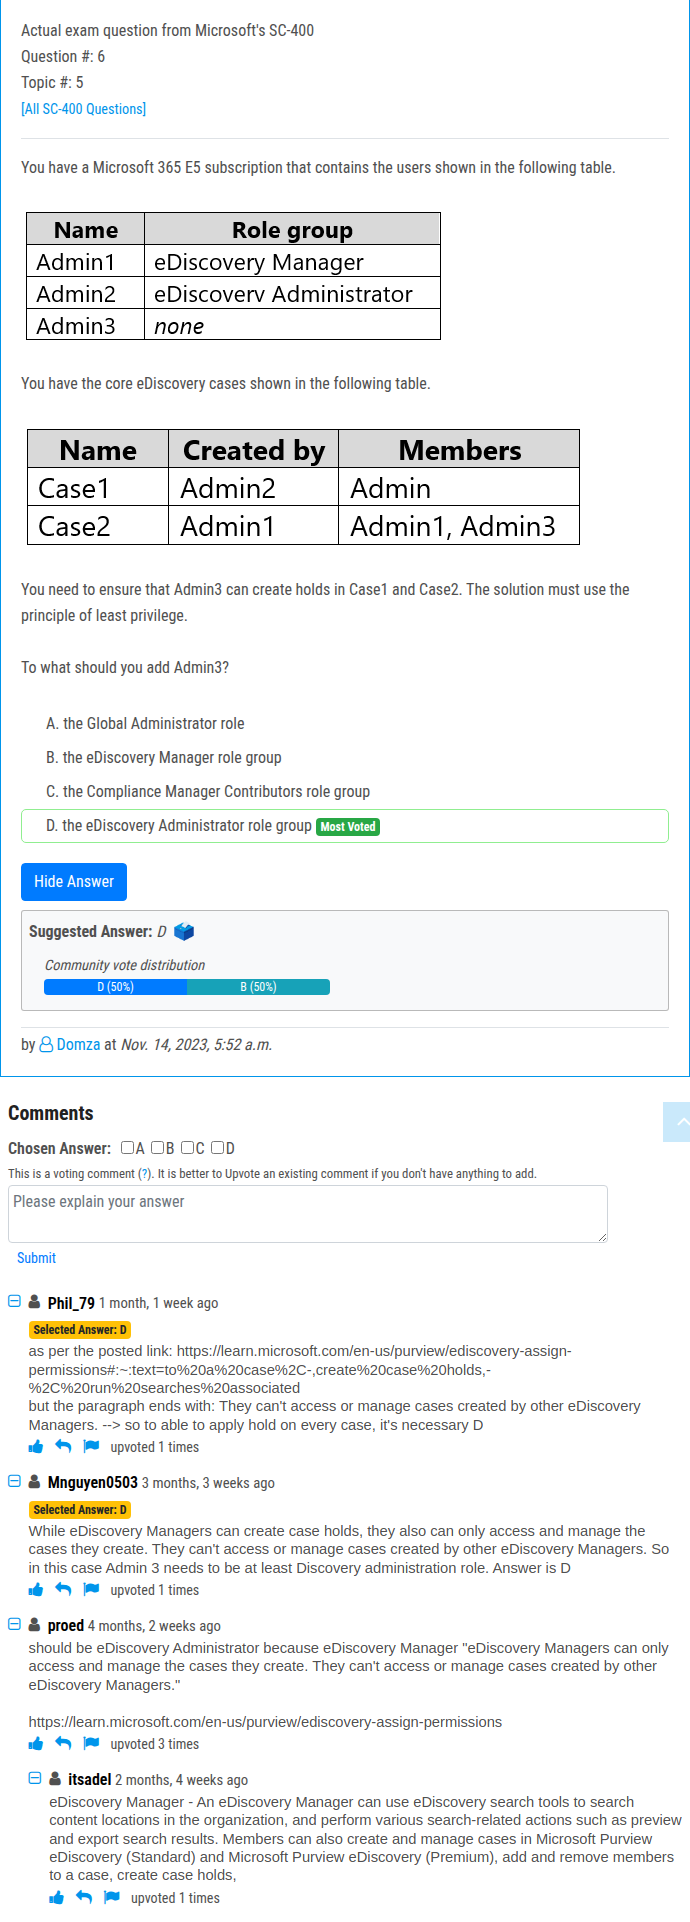 Actual exam question from Microsoft's SC-400
Question #: 6
Topic #: 5
[All SC-400 Questions]
You have a Microsoft 365 E5 subscription that contains the users shown in the following table.
Name Role group
Admin1 eDiscovery Manager
Admin2 eDiscoverv Administrator
Admin3 none
You have the core eDiscovery cases shown in the following table.
Name Created by Members
Case1 Admin2 Admin
Case2 Admin1 Admin1, Admin3
You need to ensure that Admin3 can create holds in Case1 and Case2. The solution must use the
principle of least privilege.
To what should you add Admin3?
A. the Global Administrator role
B. the eDiscovery Manager role group
C. the Compliance Manager Contributors role group
D. the eDiscovery Administrator role group Most Voted
Hide Answer
Suggested Answer: D
Community vote distribution
D (50%) B (50%)
by Domza at Nov. 14, 2023, 5:52 a.m.
Comments
Chosen Answer: A B C D
This is a voting comment (?). It is better to Upvote an existing comment if you don't have anything to add.
Please explain your answer
Submit
Phil_79 1 month, 1 week ago
Selected Answer: D
as per the posted link: https://learn.microsoft.com/en-us/purview/ediscovery-assign-
permissions#:~:text=to%20a%20case%2C-,create%20case%20holds,-
%2C%20run%20searches%20associated
but the paragraph ends with: They can't access or manage cases created by other eDiscovery
Managers. --> so to able to apply hold on every case, it's necessary D
upvoted 1 times
Mnguyen0503 3 months, 3 weeks ago
Selected Answer: D
While eDiscovery Managers can create case holds, they also can only access and manage the
cases they create. They can't access or manage cases created by other eDiscovery Managers. So
in this case Admin 3 needs to be at least Discovery administration role. Answer is D
upvoted 1 times
proed 4 months, 2 weeks ago
should be eDiscovery Administrator because eDiscovery Manager "eDiscovery Managers can only
access and manage the cases they create. They can't access or manage cases created by other
eDiscovery Managers."
https://learn.microsoft.com/en-us/purview/ediscovery-assign-permissions
upvoted 3 times
itsadel 2 months, 4 weeks ago
eDiscovery Manager - An eDiscovery Manager can use eDiscovery search tools to search
content locations in the organization, and perform various search-related actions such as preview
and export search results. Members can also create and manage cases in Microsoft Purview
eDiscovery (Standard) and Microsoft Purview eDiscovery (Premium), add and remove members
to a case, create case holds,
upvoted 1 times